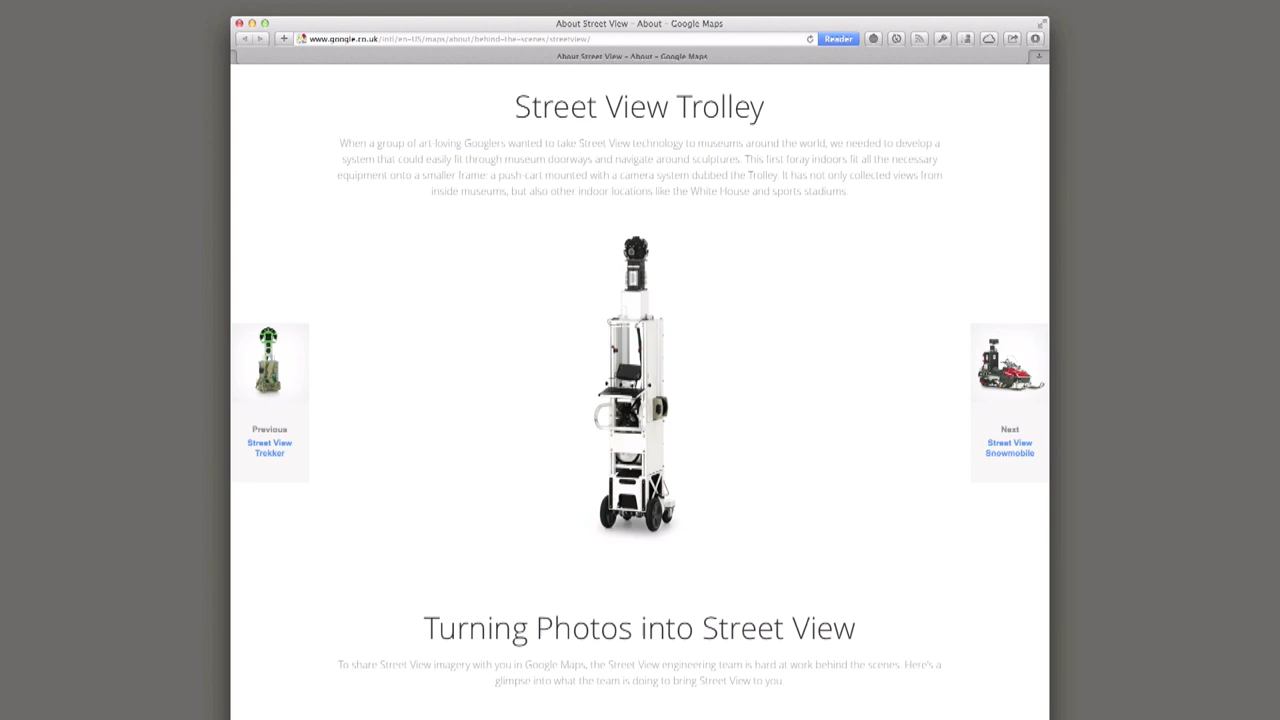 About Street View – About – Google Maps
www.google.co.uk/intl/en-US/maps/about/behind-the-scenes/streetview/
Reader
About Street View – About – Google Maps
Street View Trolley
When a group of art-loving Googlers wanted to take Street View technology to museums around the world, we needed to develop a
system that could easily fit through museum doorways and navigate around sculptures. This first foray indoors fit all the necessary
equipment onto a smaller frame: a push-cart mounted with a camera system dubbed the Trolley. It has not only collected views from
inside museums, but also other indoor locations like the White House and sports stadiums.
Previous
Street View
Trekker
Next
Street View
Snowmobile
Turning Photos into Street View
To share Street View imagery with you in Google Maps, the Street View engineering team is hard at work behind the scenes. Here's a
glimpse into what the team is doing to bring Street View to you